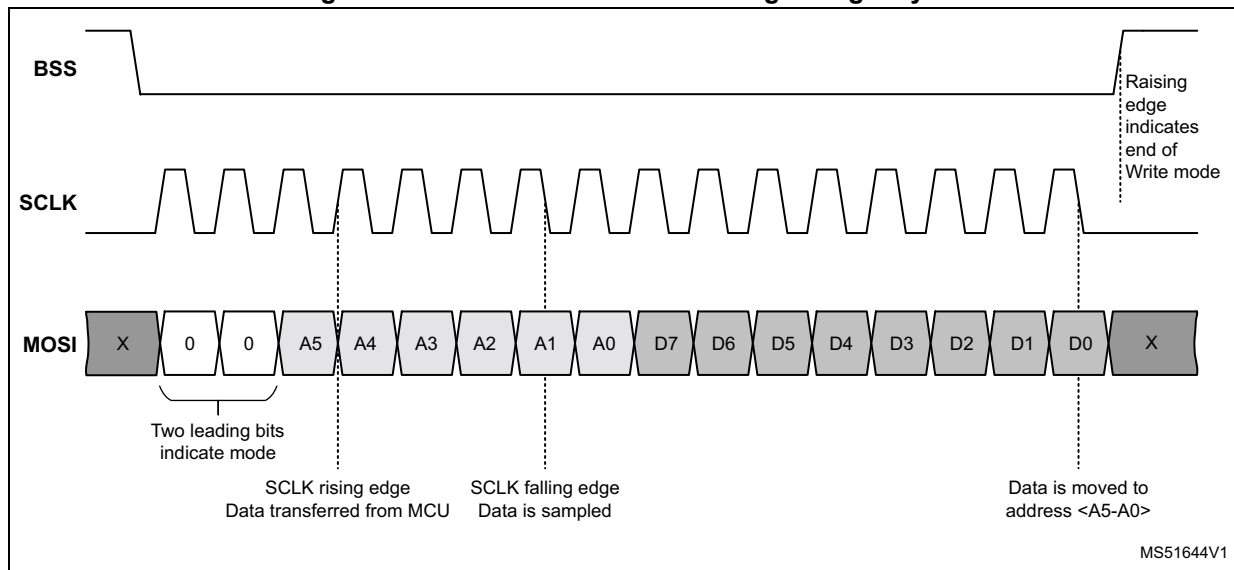 BSS
Raising
edge
indicates
end of
Write mode
SCLK
MOSI
X 0 0 A5 A4 A3 A2 A1 A0 D7 D6 D5 D4 D3 D2 D1 D0 X
Two leading bits
indicate mode
SCLK rising edge
Data transferred from MCU
SCLK falling edge
Data is sampled
Data is moved to
address <A5-A0>
MS51644V1